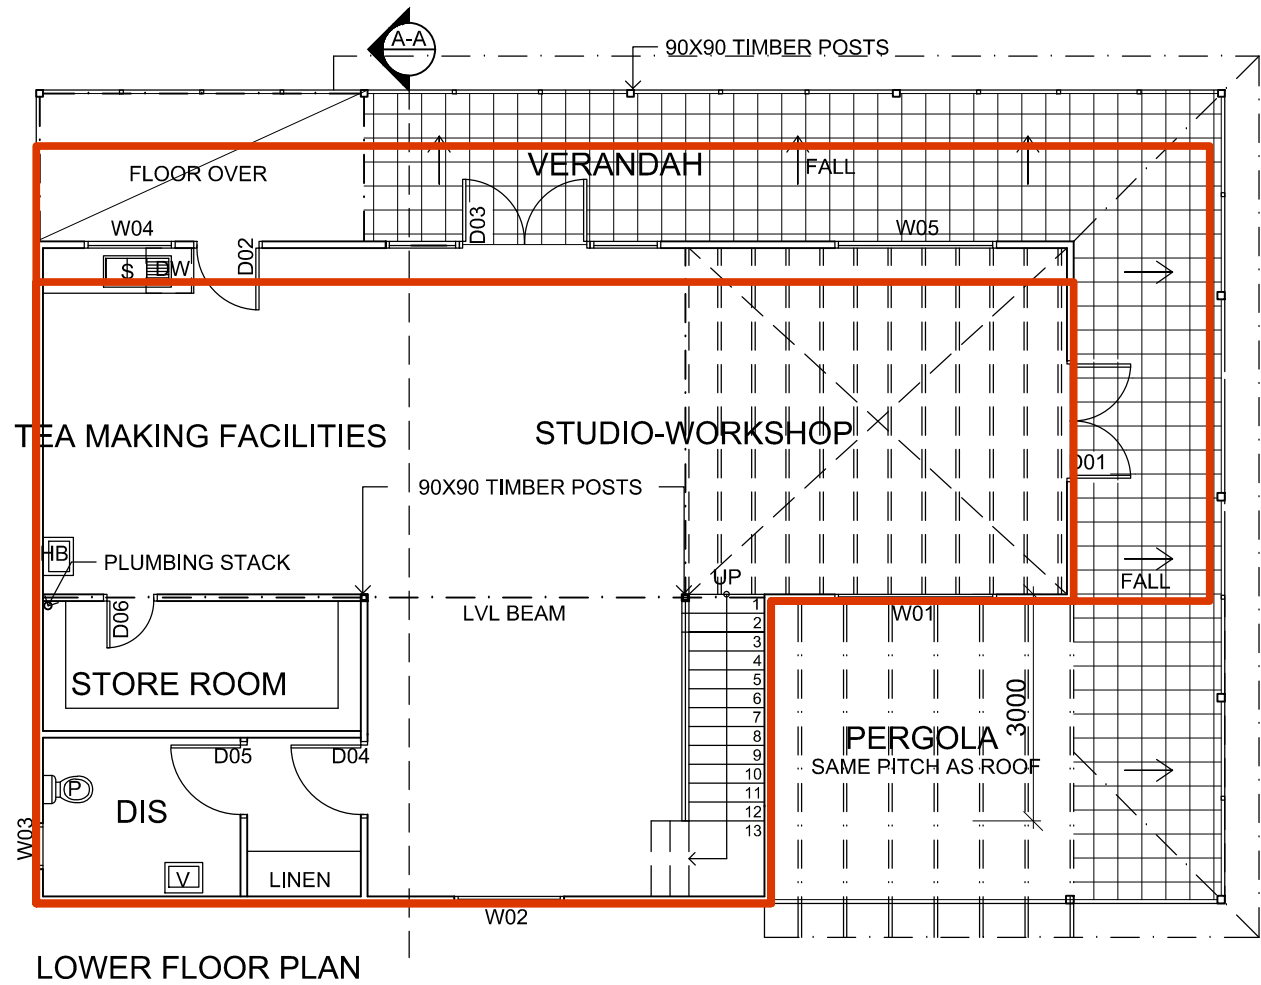 A-A
90X90 TIMBER POSTS
VERANDAH
FALL
FLOOR OVER
W04
D03
W05
D02
S
DW
TEA MAKING FACILITIES
STUDIO-WORKSHOP
D01
90X90 TIMBER POSTS
HB
PLUMBING STACK
UP
FALL
D06
LVL BEAM
W01
1
2
3
4
5
6
7
8
9
10
11
12
13
STORE ROOM
3000
PERGOLA
SAME PITCH AS ROOF
D05
D04
P
DIS
W03
V
LINEN
W02
LOWER FLOOR PLAN